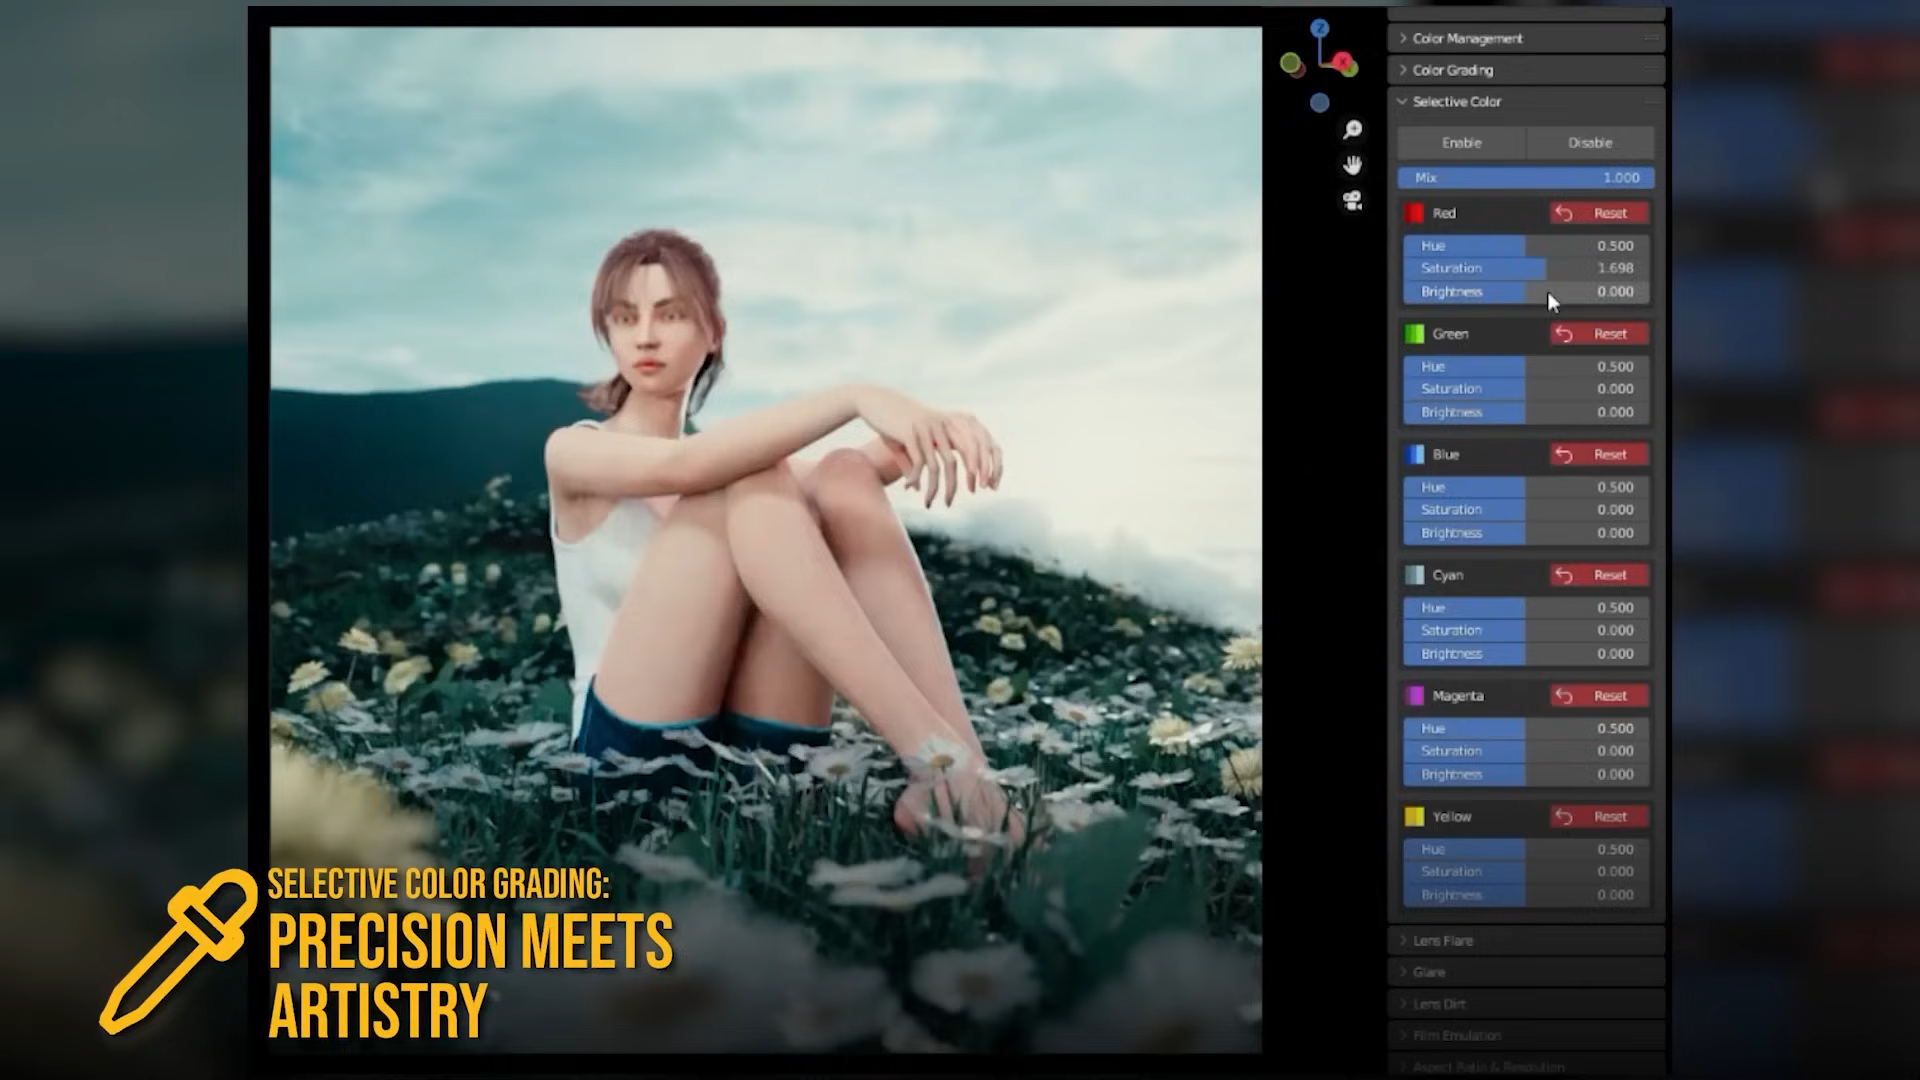 Z
X
Color Management
Color Grading
Selective Color
Enable Disable
Mix 1.000
Red Reset
Hue 0.500
Saturation 1.698
Brightness 0.000
Green Reset
Hue 0.500
Saturation 0.000
Brightness 0.000
Blue Reset
Hue 0.500
Saturation 0.000
Brightness 0.000
Cyan Reset
Hue 0.500
Saturation 0.000
Brightness 0.000
Magenta Reset
Hue 0.500
Saturation 0.000
Brightness 0.000
Yellow Reset
Hue 0.500
Saturation 0.000
Brightness 0.000
Lens Flare
Glare
Lens Dirt
Film Emulation
Aspect Ratio & Resolution
SELECTIVE COLOR GRADING:
PRECISION MEETS
ARTISTRY